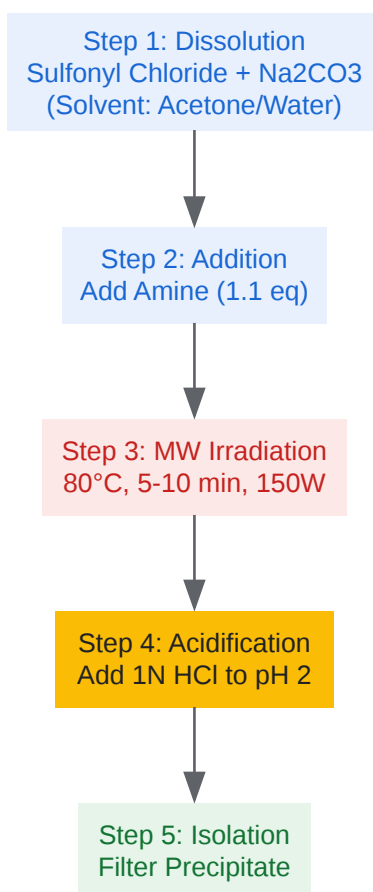 Step 1: Dissolution
Sulfonyl Chloride + Na2CO3
(Solvent: Acetone/Water)
Step 2: Addition
Add Amine (1.1 eq)
Step 3: MW Irradiation
80°C, 5-10 min, 150W
Step 4: Acidification
Add 1N HCl to pH 2
Step 5: Isolation
Filter Precipitate